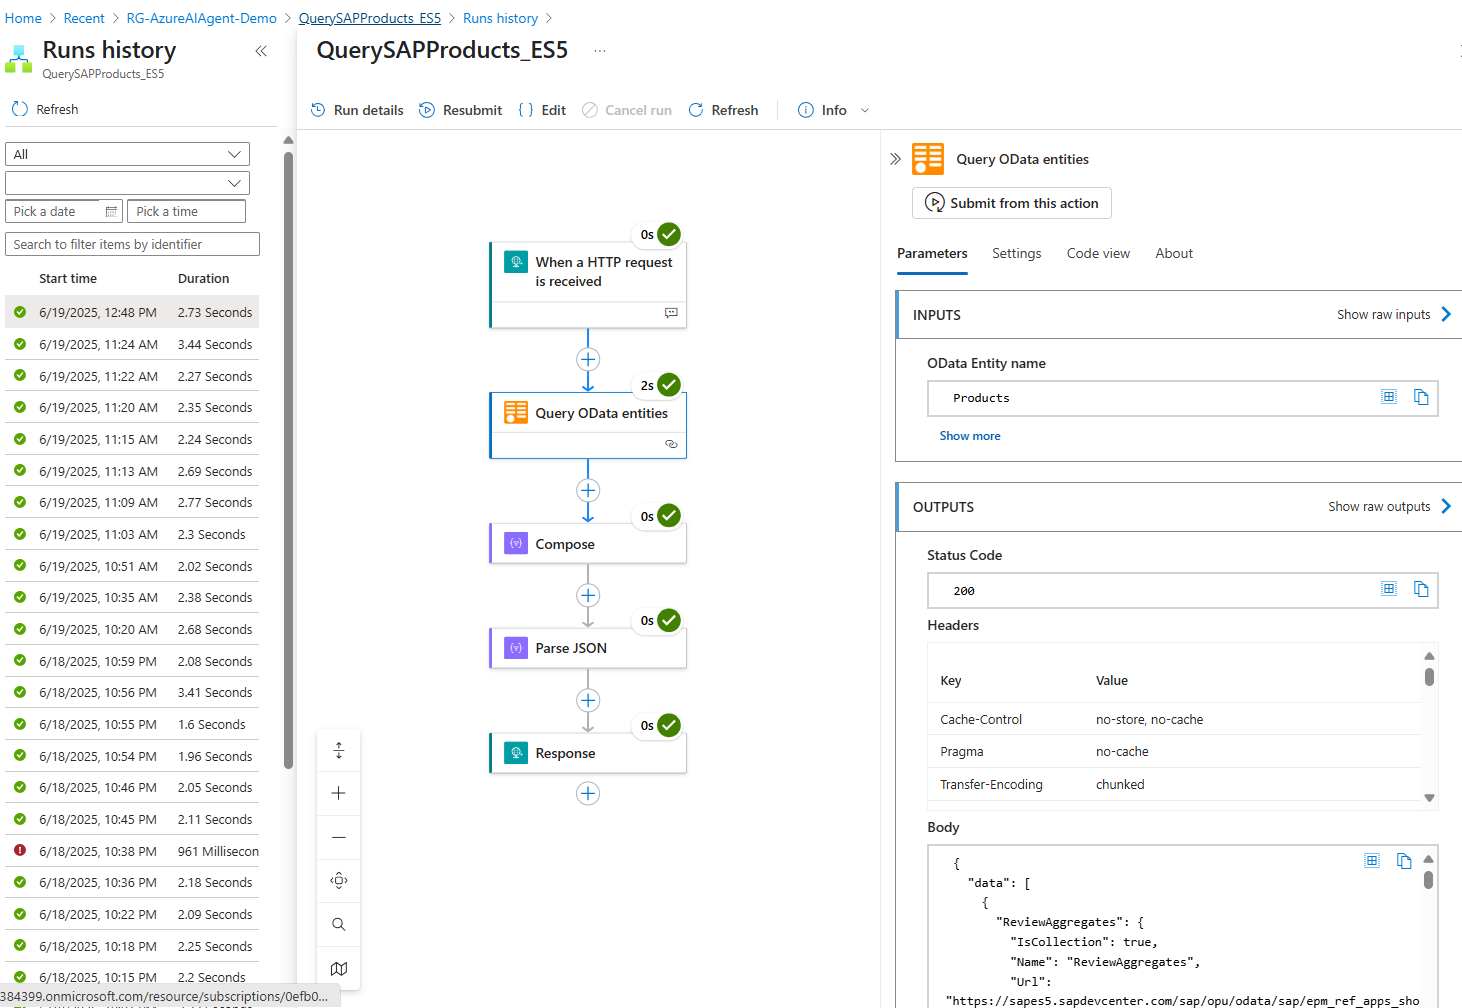 Home > Recent > RG-AzureAIAgent-Demo > QuerySAPProducts_ES5 > Runs history >
Runs history
QuerySAPProducts_ES5
Refresh
All
Pick a date
Pick a time
Search to filter items by identifier
Start time Duration
6/19/2025, 12:48 PM 2.73 Seconds
6/19/2025, 11:24 AM 3.44 Seconds
6/19/2025, 11:22 AM 2.27 Seconds
6/19/2025, 11:20 AM 2.35 Seconds
6/19/2025, 11:15 AM 2.24 Seconds
6/19/2025, 11:13 AM 2.69 Seconds
6/19/2025, 11:09 AM 2.77 Seconds
6/19/2025, 11:03 AM 2.3 Seconds
6/19/2025, 10:51 AM 2.02 Seconds
6/19/2025, 10:35 AM 2.38 Seconds
6/19/2025, 10:20 AM 2.68 Seconds
6/18/2025, 10:59 PM 2.08 Seconds
6/18/2025, 10:56 PM 3.41 Seconds
6/18/2025, 10:55 PM 1.6 Seconds
6/18/2025, 10:54 PM 1.96 Seconds
6/18/2025, 10:46 PM 2.05 Seconds
6/18/2025, 10:45 PM 2.11 Seconds
6/18/2025, 10:38 PM 961 Millisecon
6/18/2025, 10:36 PM 2.18 Seconds
6/18/2025, 10:22 PM 2.09 Seconds
6/18/2025, 10:18 PM 2.25 Seconds
6/18/2025, 10:15 PM 2.2 Seconds
384399.onmicrosoft.com/resource/subscriptions/0efb0...
QuerySAPProducts_ES5 ...
Run details Resubmit { } Edit Cancel run Refresh Info
0s
When a HTTP request
is received
2s
Query OData entities
0s
Compose
0s
Parse JSON
0s
Response
Query OData entities
Submit from this action
Parameters Settings Code view About
INPUTS Show raw inputs
OData Entity name
Products
Show more
OUTPUTS Show raw outputs
Status Code
200
Headers
Key Value
Cache-Control no-store, no-cache
Pragma no-cache
Transfer-Encoding chunked
Body
{
"data": [
{
"ReviewAggregates": {
"IsCollection": true,
"Name": "ReviewAggregates",
"Url":
"https://sapes5.sapdevcenter.com/sap/opu/odata/sap/epm_ref_apps_sho